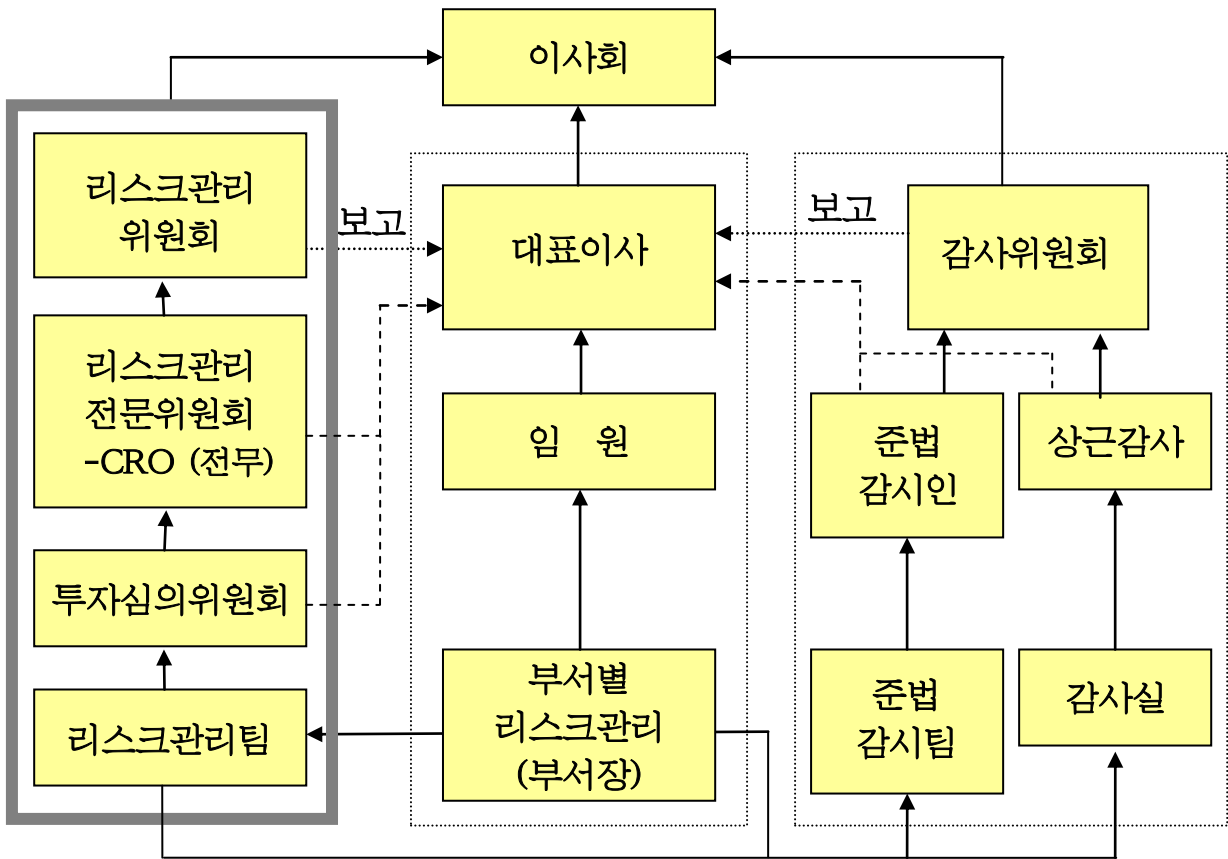 이사회
리스크관리
위원회
보고
대표이사
보고
감사위원회
리스크관리
전문위원회
-CRO (전무)
임 원
준법
감시인
상근감사
투자심의위원회
부서별
리스크관리
(부서장)
준법
감시팀
감사실
리스크관리팀